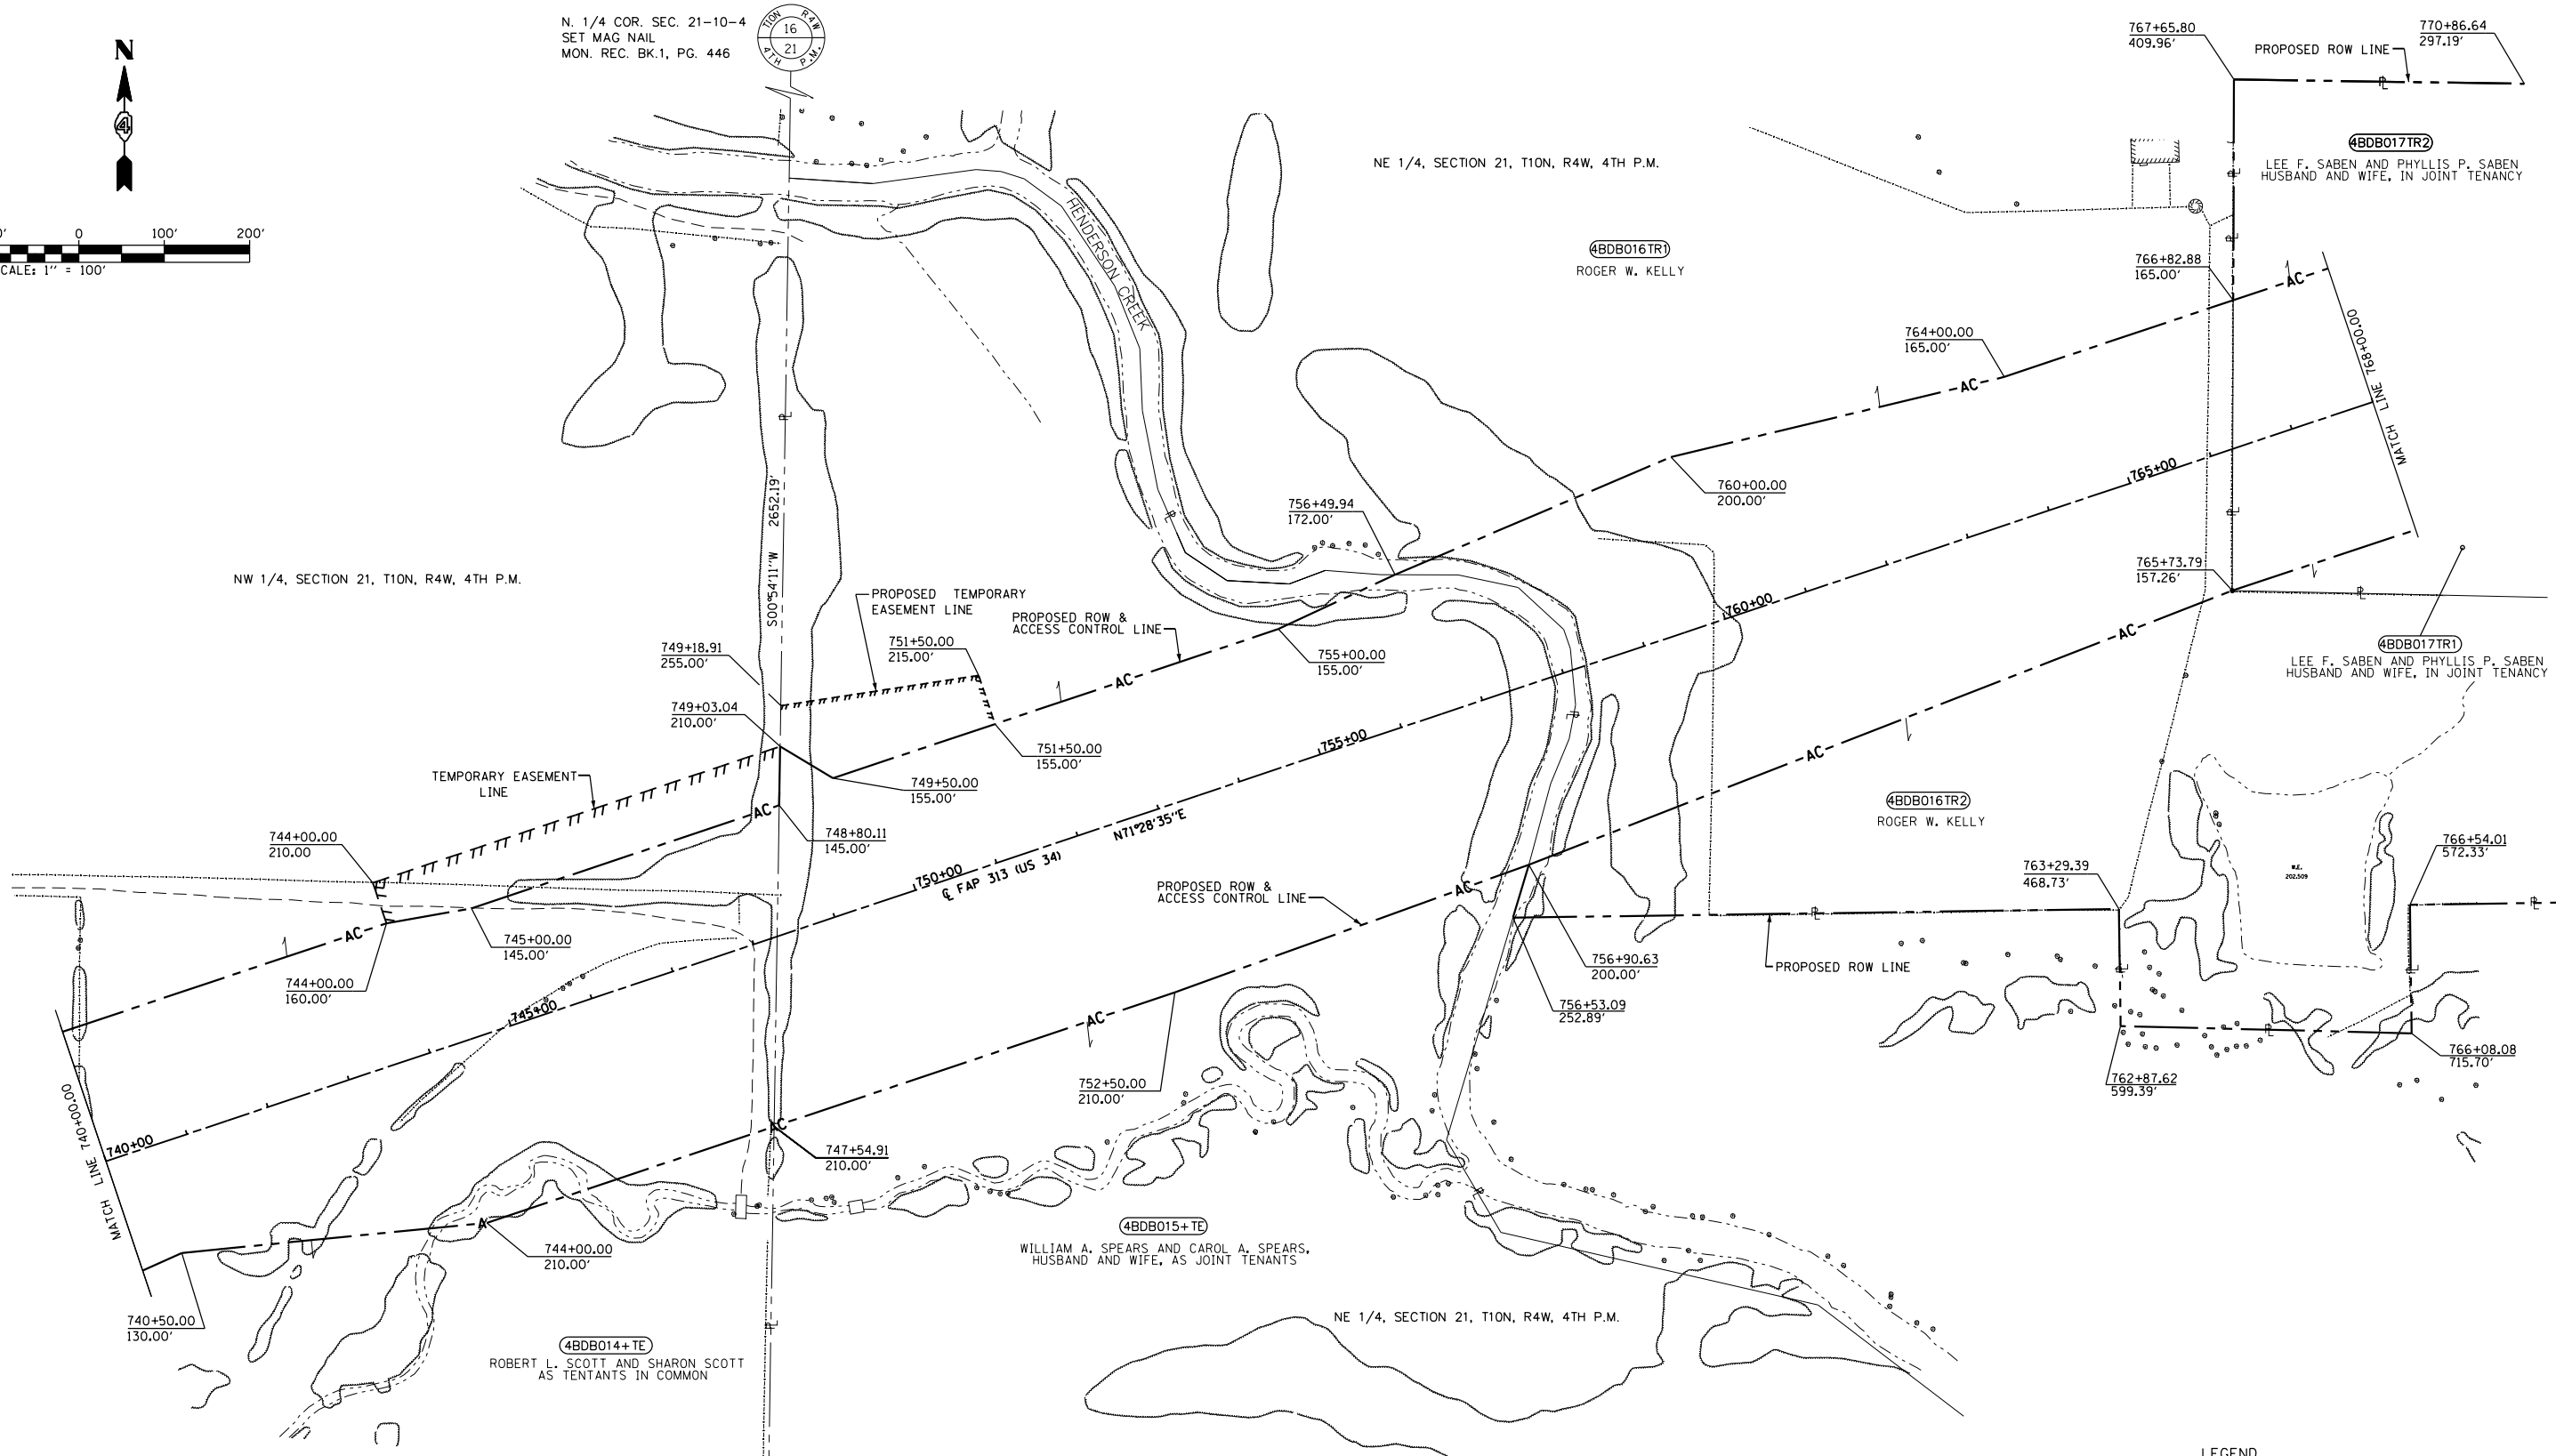 N. 1/4 COR. SEC. 21-10-4
SET MAG NAIL
MON. REC. BK.1, PG. 446
T10N R4W
16
21
4TH P.M.
767+65.80
409.96'
770+86.64
297.19'
PROPOSED ROW LINE
N
4
4BDB017TR2
LEE F. SABEN AND PHYLLIS P. SABEN
HUSBAND AND WIFE, IN JOINT TENANCY
NE 1/4, SECTION 21, T10N, R4W, 4TH P.M.
HENDERSON CREEK
0' 0 100' 200'
CALE: 1'' = 100'
4BDB016TR1
ROGER W. KELLY
766+82.88
165.00'
AC
764+00.00
165.00'
AC
MATCH LINE 768+00.00
S00°54'11"W 2652.19'
765+00
760+00.00
200.00'
756+49.94
172.00'
NW 1/4, SECTION 21, T10N, R4W, 4TH P.M.
765+73.79
157.26'
PROPOSED TEMPORARY
EASEMENT LINE
PROPOSED ROW &
ACCESS CONTROL LINE
760+00
AC
749+18.91
255.00'
751+50.00
215.00'
755+00.00
155.00'
4BDB017TR1
LEE F. SABEN AND PHYLLIS P. SABEN
HUSBAND AND WIFE, IN JOINT TENANCY
AC
749+03.04
210.00'
751+50.00
155.00'
755+00
AC
TEMPORARY EASEMENT
LINE
749+50.00
155.00'
AC
N71°28'35"E
4BDB016TR2
ROGER W. KELLY
744+00.00
210.00
748+80.11
145.00'
750+00
℄ FAP 313 (US 34)
PROPOSED ROW &
ACCESS CONTROL LINE
AC
763+29.39
468.73'
766+54.01
572.33'
W.E.
202.509
AC
745+00.00
145.00'
744+00.00
160.00'
756+90.63
200.00'
PROPOSED ROW LINE
756+53.09
252.89'
745+00
AC
766+08.08
715.70'
752+50.00
210.00'
762+87.62
599.39'
MATCH LINE 740+00.00
740+00
AC
747+54.91
210.00'
A
744+00.00
210.00'
4BDB015+TE
WILLIAM A. SPEARS AND CAROL A. SPEARS,
HUSBAND AND WIFE, AS JOINT TENANTS
740+50.00
130.00'
NE 1/4, SECTION 21, T10N, R4W, 4TH P.M.
4BDB014+TE
ROBERT L. SCOTT AND SHARON SCOTT
AS TENTANTS IN COMMON
LEGEND